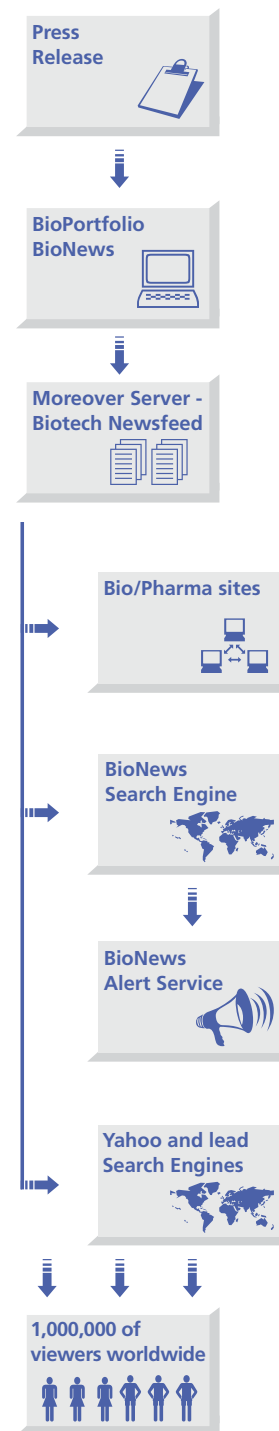 Press
Release
BioPortfolio
BioNews
Moreover Server -
Biotech Newsfeed
Bio/Pharma sites
BioNews
Search Engine
BioNews
Alert Service
Yahoo and lead
Search Engines
1,000,000 of
viewers worldwide